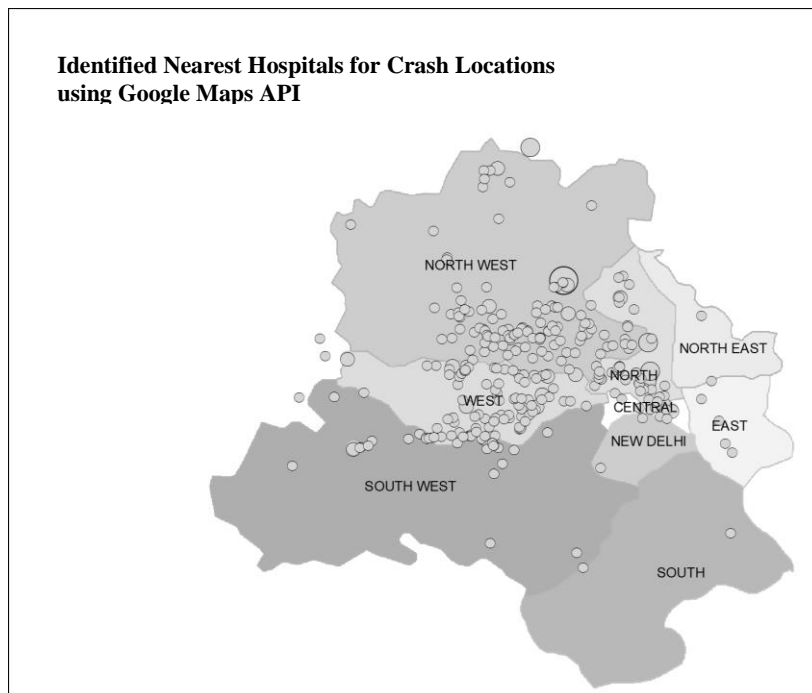 Identified Nearest Hospitals for Crash Locations
using Google Maps API
NORTH WEST
NORTH EAST
NORTH
WEST
CENTRAL
EAST
NEW DELHI
SOUTH WEST
SOUTH